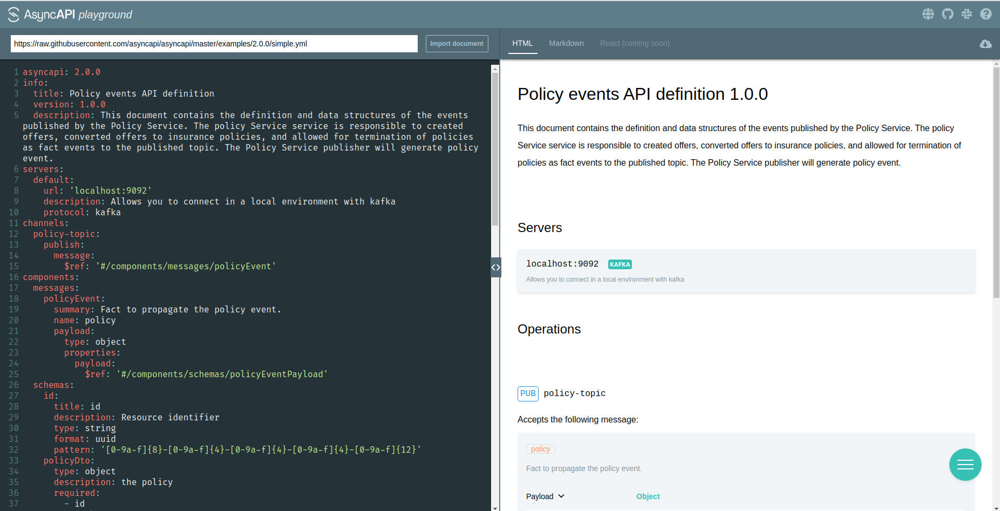 AsyncAPI playground
https://raw.githubusercontent.com/asyncapi/asyncapi/master/examples/2.0.0/simple.yml
Import document
HTML
Markdown
React (coming soon)
1 asyncapi: 2.0.0
2 info:
3 title: Policy events API definition
4 version: 1.0.0
5 description: This document contains the definition and data structures of the events
published by the Policy Service. The policy Service service is responsible to created
offers, converted offers to insurance policies, and allowed for termination of policies
as fact events to the published topic. The Policy Service publisher will generate policy
event.
6 servers:
7 default:
8 url: 'localhost:9092'
9 description: Allows you to connect in a local environment with kafka
10 protocol: kafka
11 channels:
12 policy-topic:
13 publish:
14 message:
15 $ref: '#/components/messages/policyEvent'
16 components:
17 messages:
18 policyEvent:
19 summary: Fact to propagate the policy event.
20 name: policy
21 payload:
22 type: object
23 properties:
24 payload:
25 $ref: '#/components/schemas/policyEventPayload'
26 schemas:
27 id:
28 title: id
29 description: Resource identifier
30 type: string
31 format: uuid
32 pattern: '[0-9a-f]{8}-[0-9a-f]{4}-[0-9a-f]{4}-[0-9a-f]{4}-[0-9a-f]{12}'
33 policyDto:
34 type: object
35 description: the policy
36 required:
37 - id
Policy events API definition 1.0.0
This document contains the definition and data structures of the events published by the Policy Service. The policy
Service service is responsible to created offers, converted offers to insurance policies, and allowed for termination of
policies as fact events to the published topic. The Policy Service publisher will generate policy event.
Servers
localhost:9092 KAFKA
Allows you to connect in a local environment with kafka
Operations
PUB policy-topic
Accepts the following message:
policy
Fact to propagate the policy event.
Payload Object